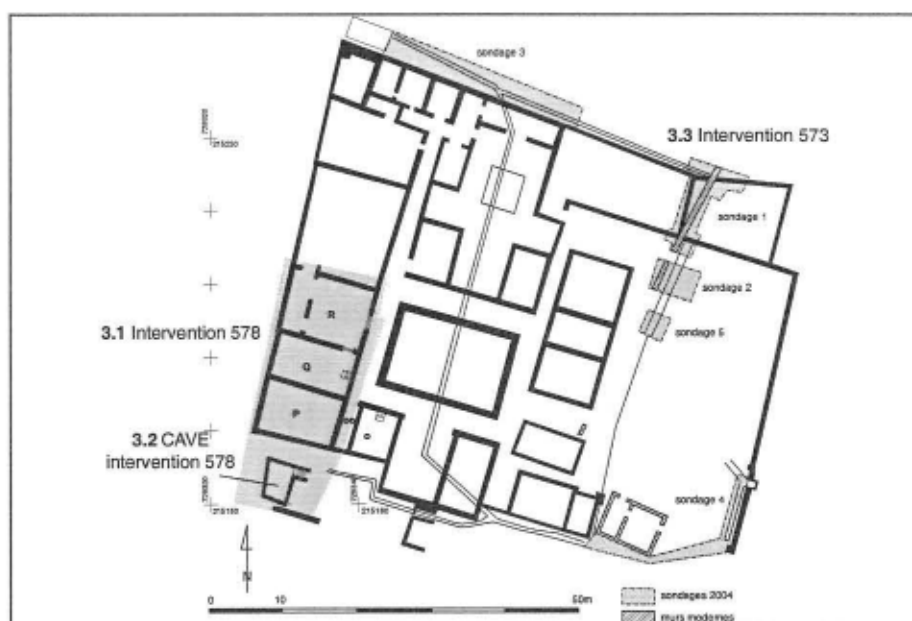 sondage 3
3.3 Intervention 573
sondage 1
sondage 2
sondage 5
R
3.1 Intervention 578
Q
P
3.2 CAVE
intervention 578
sondage 4
N
0 10 50m
sondages 2004
murs modernes